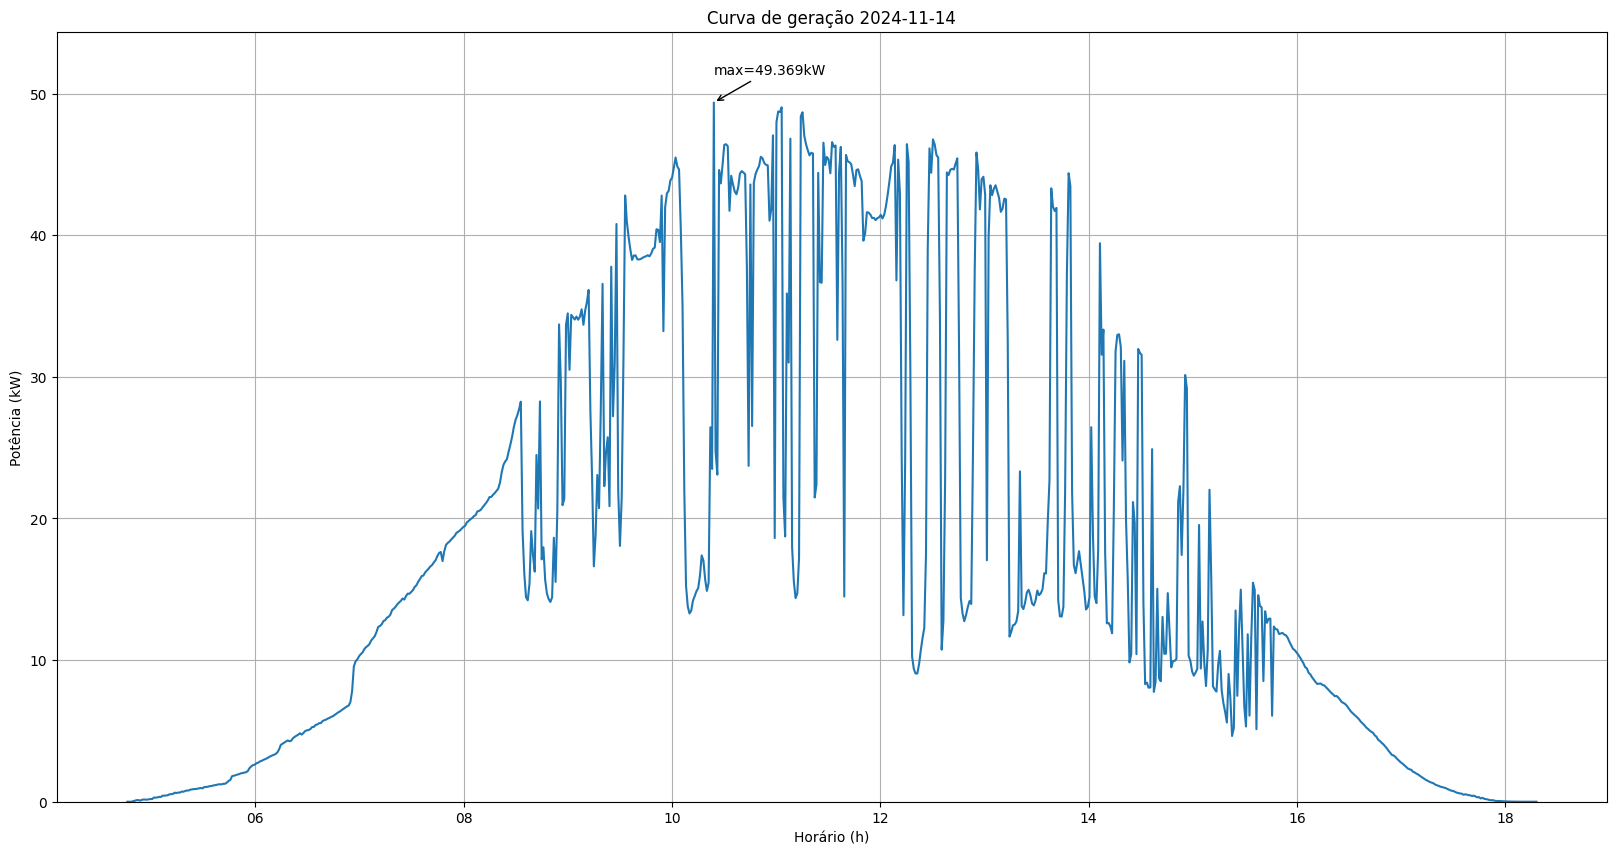 Curva de geração 2024-11-14
max=49.369kW
Potência (kW)
50
40
30
20
10
0
06 08 10 12 14 16 18
Horário (h)